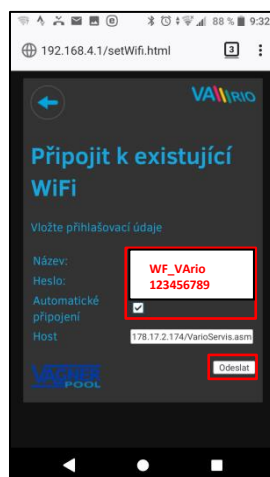 88 % 9:32
192.168.4.1/setWifi.html 3
VARIO
Připojit k existující
WiFi
Vložte přihlašovací údaje
Název: WF_VArio
Heslo: 123456789
Automatické
připojení
Host 178.17.2.174/VarioServis.asm
VAGNER
POOL
Odeslat